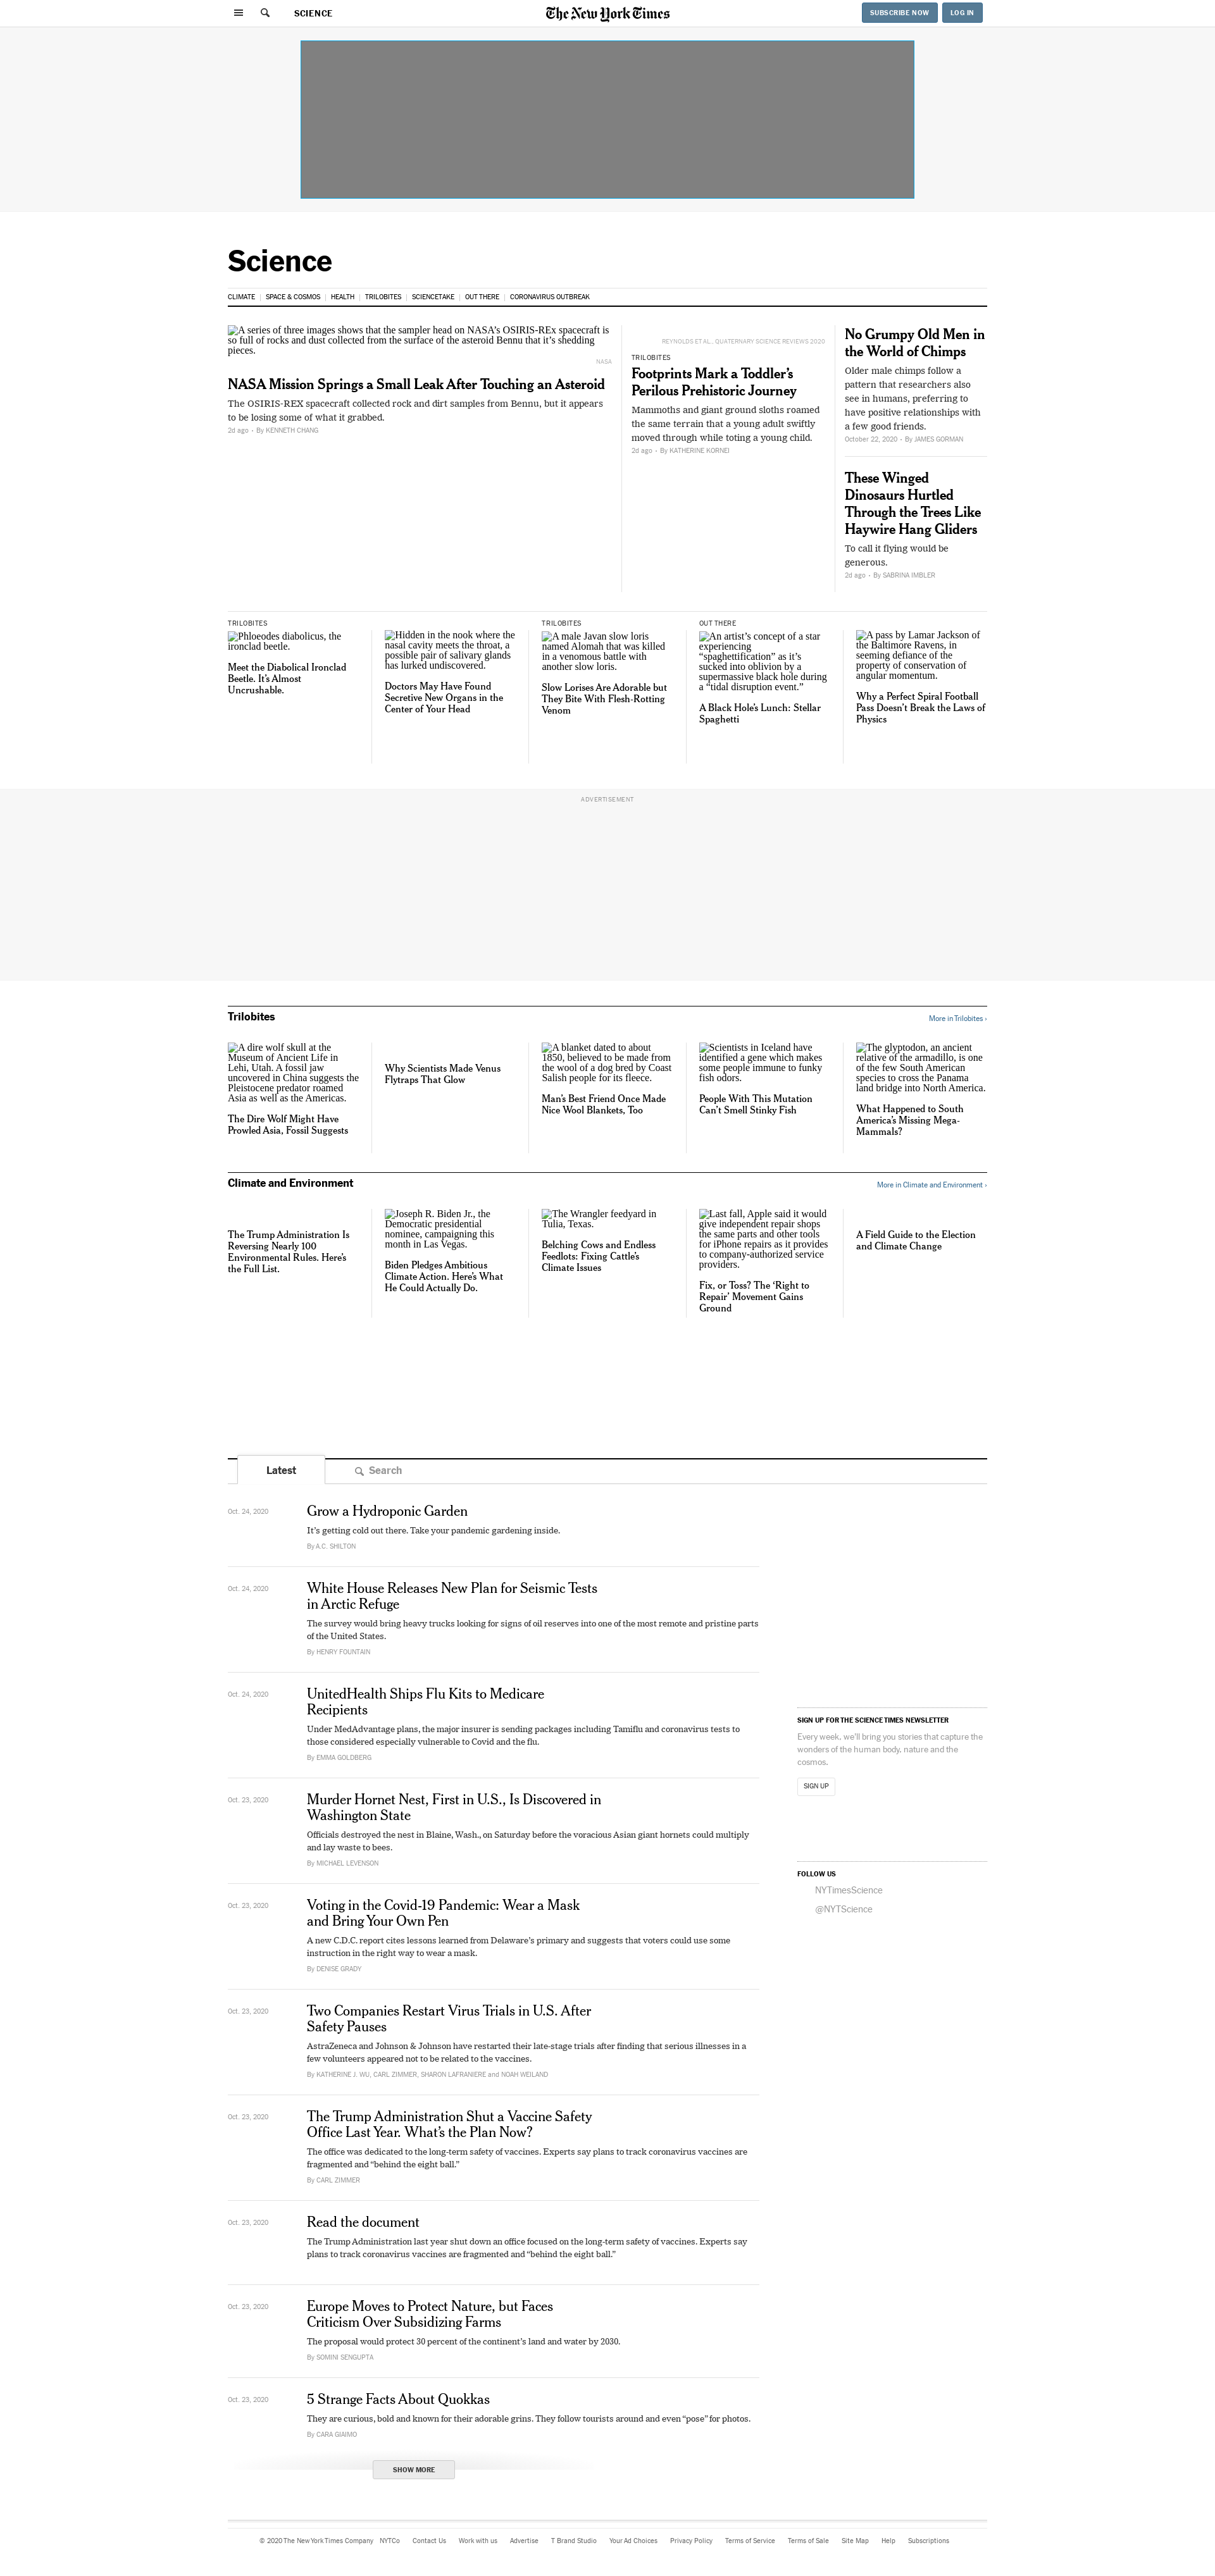 SCIENCE
The New York Times
SUBSCRIBE NOW
LOG IN
Science
CLIMATE
SPACE & COSMOS
HEALTH
TRILOBITES
SCIENCETAKE
OUT THERE
CORONAVIRUS OUTBREAK
A series of three images shows that the sampler head on NASA's OSIRIS-REx spacecraft is
so full of rocks and dust collected from the surface of the asteroid Bennu that it's shedding
pieces.
NASA
NASA Mission Springs a Small Leak After Touching an Asteroid
The OSIRIS-REX spacecraft collected rock and dirt samples from Bennu, but it appears
to be losing some of what it grabbed.
2d ago • By KENNETH CHANG
REYNOLDS ET AL., QUATERNARY SCIENCE REVIEWS 2020
TRILOBITES
Footprints Mark a Toddler's
Perilous Prehistoric Journey
Mammoths and giant ground sloths roamed
the same terrain that a young adult swiftly
moved through while toting a young child.
2d ago • By KATHERINE KORNEI
No Grumpy Old Men in
the World of Chimps
Older male chimps follow a
pattern that researchers also
see in humans, preferring to
have positive relationships with
a few good friends.
October 22, 2020 • By JAMES GORMAN
These Winged
Dinosaurs Hurtled
Through the Trees Like
Haywire Hang Gliders
To call it flying would be
generous.
2d ago • By SABRINA IMBLER
TRILOBITES
Phloeodes diabolicus, the
ironclad beetle.
Meet the Diabolical Ironclad
Beetle. It's Almost
Uncrushable.
Hidden in the nook where the
nasal cavity meets the throat, a
possible pair of salivary glands
has lurked undiscovered.
Doctors May Have Found
Secretive New Organs in the
Center of Your Head
TRILOBITES
A male Javan slow loris
named Alomah that was killed
in a venomous battle with
another slow loris.
Slow Lorises Are Adorable but
They Bite With Flesh-Rotting
Venom
OUT THERE
An artist's concept of a star
experiencing
“spaghettification” as it's
sucked into oblivion by a
supermassive black hole during
a “tidal disruption event.”
A Black Hole's Lunch: Stellar
Spaghetti
A pass by Lamar Jackson of
the Baltimore Ravens, in
seeming defiance of the
property of conservation of
angular momentum.
Why a Perfect Spiral Football
Pass Doesn't Break the Laws of
Physics
ADVERTISEMENT
Trilobites
More in Trilobites ›
A dire wolf skull at the
Museum of Ancient Life in
Lehi, Utah. A fossil jaw
uncovered in China suggests the
Pleistocene predator roamed
Asia as well as the Americas.
The Dire Wolf Might Have
Prowled Asia, Fossil Suggests
Why Scientists Made Venus
Flytraps That Glow
A blanket dated to about
1850, believed to be made from
the wool of a dog bred by Coast
Salish people for its fleece.
Man's Best Friend Once Made
Nice Wool Blankets, Too
Scientists in Iceland have
identified a gene which makes
some people immune to funky
fish odors.
People With This Mutation
Can't Smell Stinky Fish
The glyptodon, an ancient
relative of the armadillo, is one
of the few South American
species to cross the Panama
land bridge into North America.
What Happened to South
America's Missing Mega-
Mammals?
Climate and Environment
More in Climate and Environment ›
The Trump Administration Is
Reversing Nearly 100
Environmental Rules. Here's
the Full List.
Joseph R. Biden Jr., the
Democratic presidential
nominee, campaigning this
month in Las Vegas.
Biden Pledges Ambitious
Climate Action. Here's What
He Could Actually Do.
The Wrangler feedyard in
Tulia, Texas.
Belching Cows and Endless
Feedlots: Fixing Cattle's
Climate Issues
Last fall, Apple said it would
give independent repair shops
the same parts and other tools
for iPhone repairs as it provides
to company-authorized service
providers.
Fix, or Toss? The ‘Right to
Repair’ Movement Gains
Ground
A Field Guide to the Election
and Climate Change
Latest
Search
Oct. 24, 2020
Grow a Hydroponic Garden
It's getting cold out there. Take your pandemic gardening inside.
By A.C. SHILTON
Oct. 24, 2020
White House Releases New Plan for Seismic Tests
in Arctic Refuge
The survey would bring heavy trucks looking for signs of oil reserves into one of the most remote and pristine parts
of the United States.
By HENRY FOUNTAIN
Oct. 24, 2020
UnitedHealth Ships Flu Kits to Medicare
Recipients
Under MedAdvantage plans, the major insurer is sending packages including Tamiflu and coronavirus tests to
those considered especially vulnerable to Covid and the flu.
By EMMA GOLDBERG
Oct. 23, 2020
Murder Hornet Nest, First in U.S., Is Discovered in
Washington State
Officials destroyed the nest in Blaine, Wash., on Saturday before the voracious Asian giant hornets could multiply
and lay waste to bees.
By MICHAEL LEVENSON
Oct. 23, 2020
Voting in the Covid-19 Pandemic: Wear a Mask
and Bring Your Own Pen
A new C.D.C. report cites lessons learned from Delaware's primary and suggests that voters could use some
instruction in the right way to wear a mask.
By DENISE GRADY
Oct. 23, 2020
Two Companies Restart Virus Trials in U.S. After
Safety Pauses
AstraZeneca and Johnson & Johnson have restarted their late-stage trials after finding that serious illnesses in a
few volunteers appeared not to be related to the vaccines.
By KATHERINE J. WU, CARL ZIMMER, SHARON LAFRANIERE and NOAH WEILAND
Oct. 23, 2020
The Trump Administration Shut a Vaccine Safety
Office Last Year. What's the Plan Now?
The office was dedicated to the long-term safety of vaccines. Experts say plans to track coronavirus vaccines are
fragmented and “behind the eight ball.”
By CARL ZIMMER
Oct. 23, 2020
Read the document
The Trump Administration last year shut down an office focused on the long-term safety of vaccines. Experts say
plans to track coronavirus vaccines are fragmented and “behind the eight ball.”
Oct. 23, 2020
Europe Moves to Protect Nature, but Faces
Criticism Over Subsidizing Farms
The proposal would protect 30 percent of the continent's land and water by 2030.
By SOMINI SENGUPTA
Oct. 23, 2020
5 Strange Facts About Quokkas
They are curious, bold and known for their adorable grins. They follow tourists around and even “pose” for photos.
By CARA GIAIMO
SHOW MORE
SIGN UP FOR THE SCIENCE TIMES NEWSLETTER
Every week, we'll bring you stories that capture the
wonders of the human body, nature and the
cosmos.
SIGN UP
FOLLOW US
NYTimesScience
@NYTScience
© 2020 The New York Times Company
NYTCo
Contact Us
Work with us
Advertise
T Brand Studio
Your Ad Choices
Privacy Policy
Terms of Service
Terms of Sale
Site Map
Help
Subscriptions